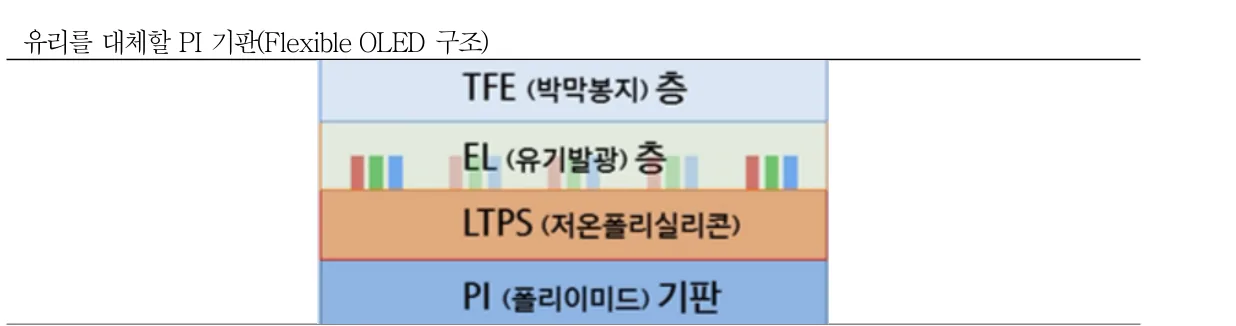 유리를 대체할 PI 기판(Flexible OLED 구조)
TFE (박막봉지) 층
EL (유기발광) 층
LTPS (저온폴리실리콘)
PI (폴리이미드) 기판